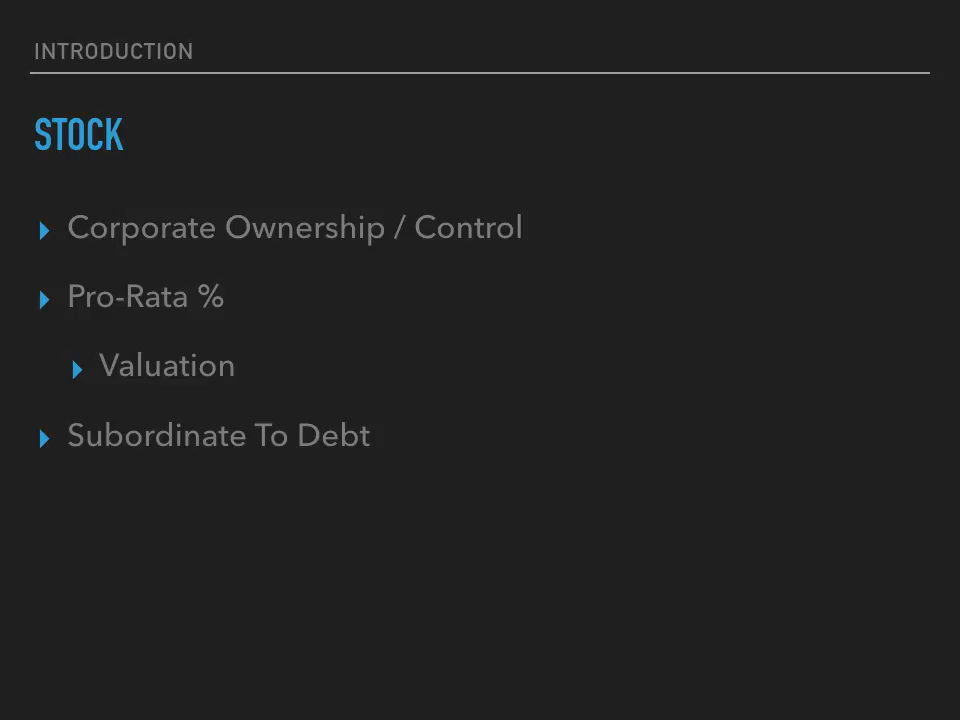 INTRODUCTION
STOCK
Corporate Ownership / Control
Pro-Rata %
Valuation
Subordinate To Debt